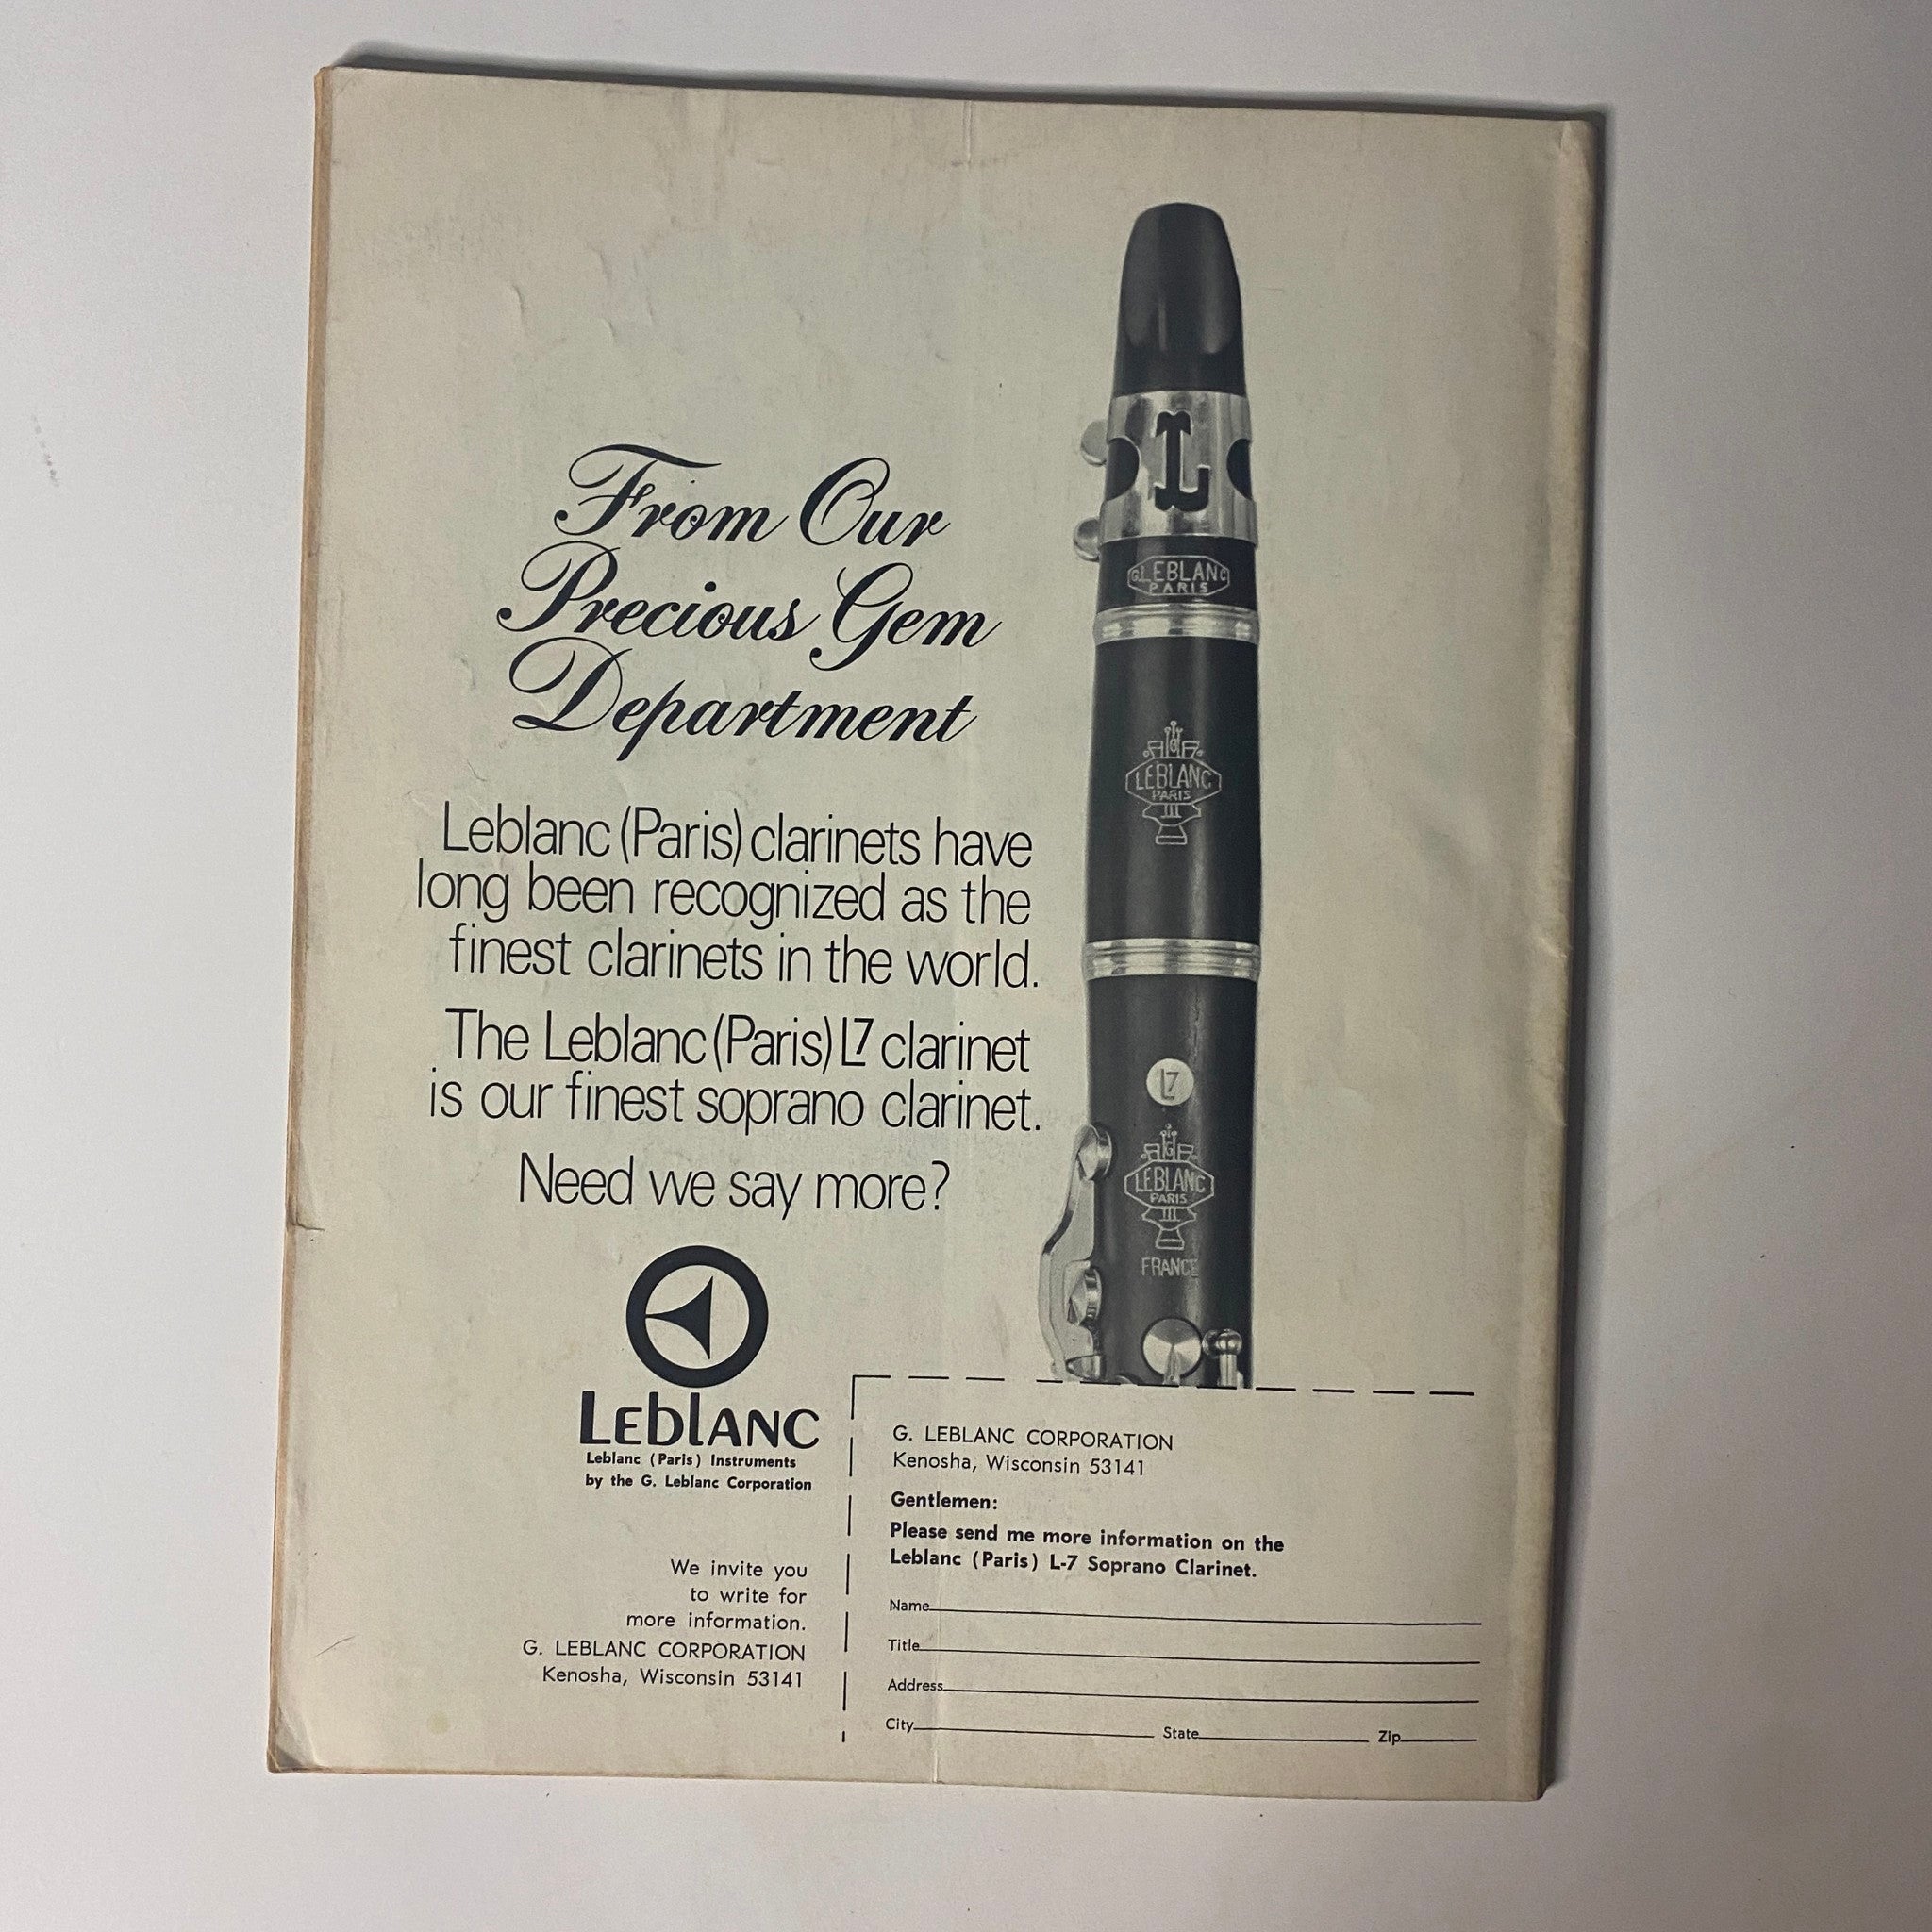 From Our
Precious Gem
Department
Leblanc (Paris) clarinets have
long been recognized as the
finest clarinets in the world.
The Leblanc (Paris) L7 clarinet
is our finest soprano clarinet.
Need we say more?
LEblANC
Leblanc (Paris) Instruments
by the G. Leblanc Corporation
We invite you
to write for
more information.
G. LEBLANC CORPORATION
Kenosha, Wisconsin 53141
L
G LEBLANC
PARIS
LEBLANC
PARIS
L7
LEBLANC
PARIS
FRANCE
G. LEBLANC CORPORATION
Kenosha, Wisconsin 53141
Gentlemen:
Please send me more information on the
Leblanc (Paris) L-7 Soprano Clarinet.
Name
Title
Address
City State Zip